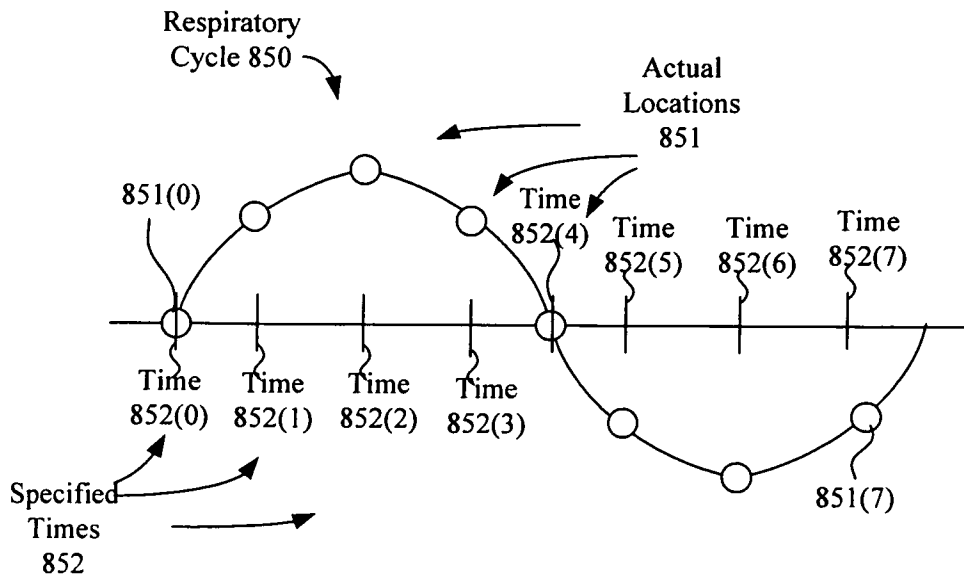 Respiratory
Cycle 850
Actual
Locations
851
851(0)
Time
852(4)
Time
852(5)
Time
852(6)
Time
852(7)
Time
852(0)
Time
852(1)
Time
852(2)
Time
852(3)
Specified
Times
852
851(7)